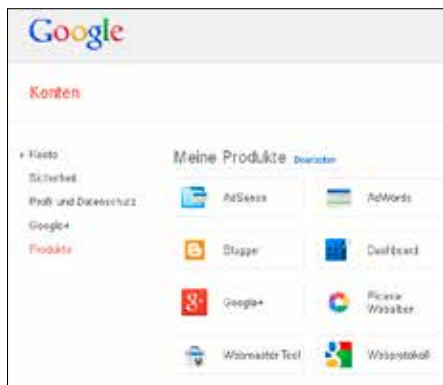 Google
Konten
Konto
Sicherheit
Profil und Datenschutz
Google+
Produkte
Meine Produkte Bearbeiten
AdSense
AdWords
Blogger
Dashboard
Google+
Picasa-
Webalben
Webmaster Tool
Webprotokoll